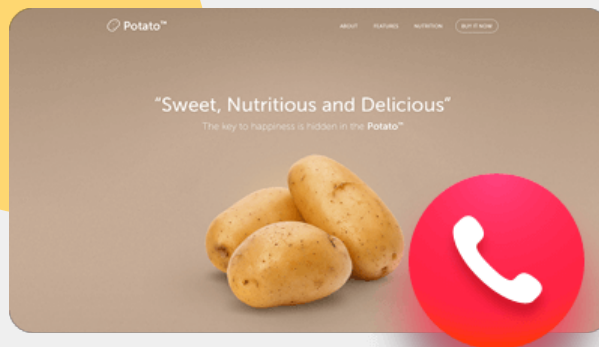 Potato™
ABOUT
FEATURES
NUTRITION
BUY IT NOW
“Sweet, Nutritious and Delicious”
The key to happiness is hidden in the Potato™